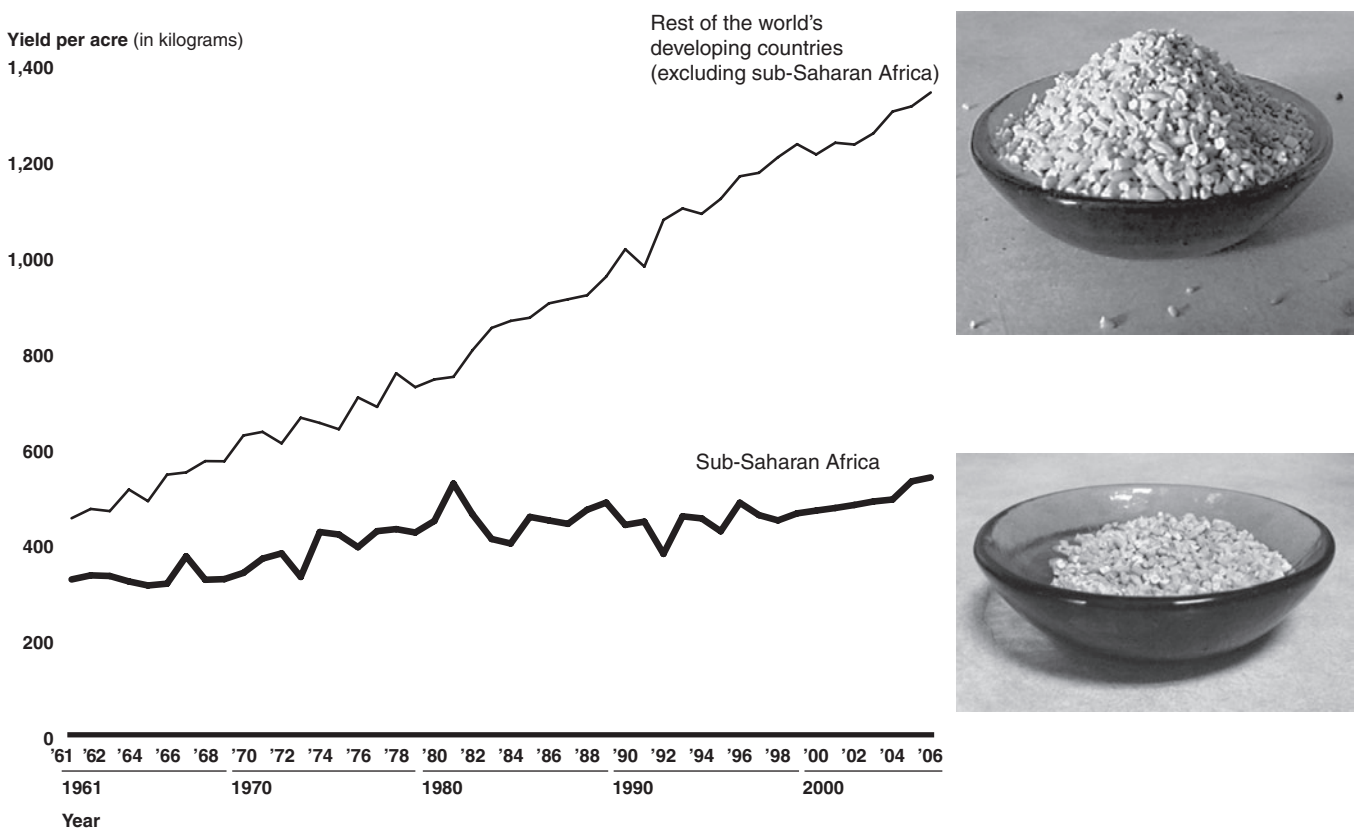 Yield per acre (in kilograms)
Rest of the world’s
developing countries
(excluding sub-Saharan Africa)
1,400
1,200
1,000
800
600
Sub-Saharan Africa
400
200
0
’61 ’62 ’64 ’66 ’68 ’70 ’72 ’74 ’76 ’78 ’80 ’82 ’84 ’86 ’88 ’90 ’92 ’94 ’96 ’98 ’00 ’02 ’04 ’06
1961 1970 1980 1990 2000
Year